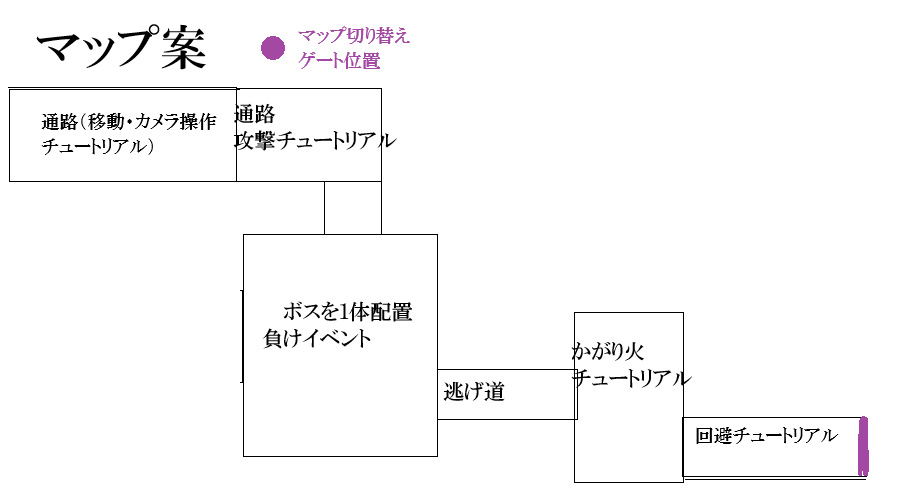 マップ案
マップ切り替え
ゲート位置
通路（移動・カメラ操作
チュートリアル）
通路
攻撃チュートリアル
ボスを1体配置
負けイベント
かがり火
チュートリアル
逃げ道
回避チュートリアル